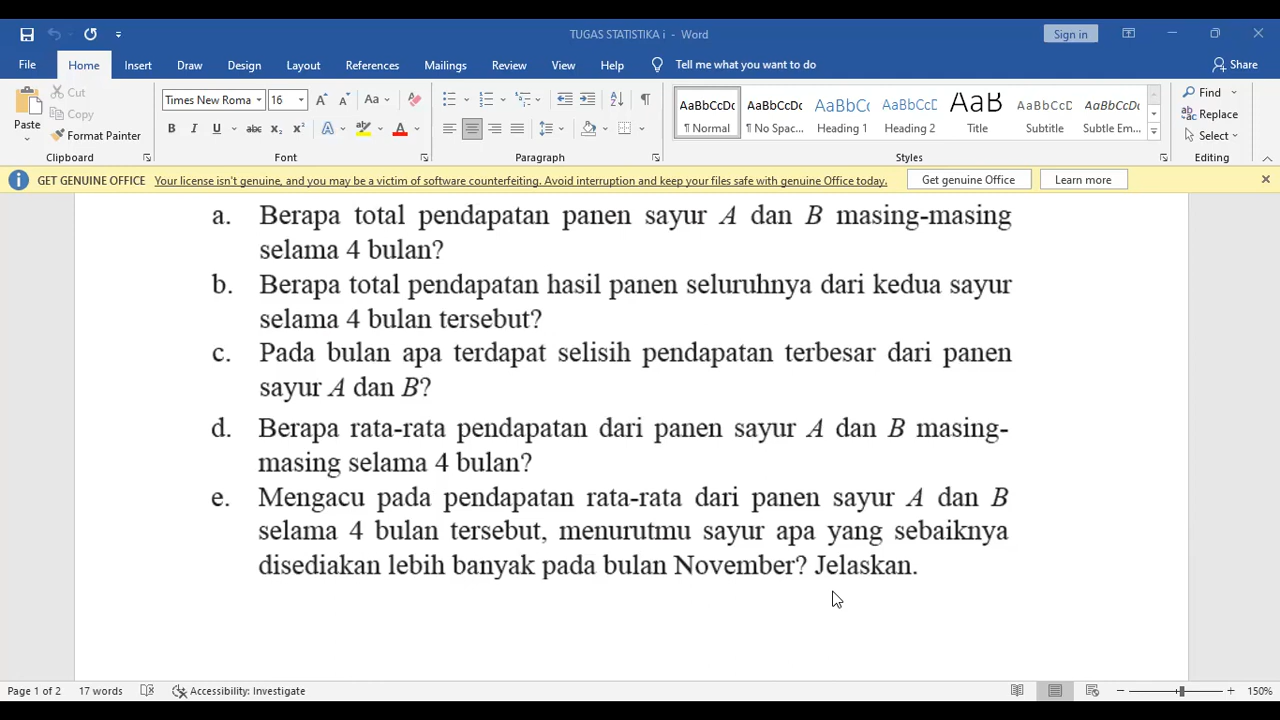 TUGAS STATISTIKA i - Word
Sign in
File Home Insert Draw Design Layout References Mailings Review View Help Tell me what you want to do Share
Paste
Cut
Copy
Format Painter
Clipboard
Times New Roma 16
Aa
B I U abc x₂ x²
A A
Font
Paragraph
AaBbCcDc AaBbCcDc AaBbCc AaBbCcD AaB AaBbCcD AaBbCcDc
¶ Normal ¶ No Spac... Heading 1 Heading 2 Title Subtitle Subtle Em...
Styles
Find
Replace
Select
Editing
GET GENUINE OFFICE Your license isn't genuine, and you may be a victim of software counterfeiting. Avoid interruption and keep your files safe with genuine Office today. Get genuine Office Learn more
a. Berapa total pendapatan panen sayur A dan B masing-masing
selama 4 bulan?
b. Berapa total pendapatan hasil panen seluruhnya dari kedua sayur
selama 4 bulan tersebut?
c. Pada bulan apa terdapat selisih pendapatan terbesar dari panen
sayur A dan B?
d. Berapa rata-rata pendapatan dari panen sayur A dan B masing-
masing selama 4 bulan?
e. Mengacu pada pendapatan rata-rata dari panen sayur A dan B
selama 4 bulan tersebut, menurutmu sayur apa yang sebaiknya
disediakan lebih banyak pada bulan November? Jelaskan.
Page 1 of 2 17 words Accessibility: Investigate 150%